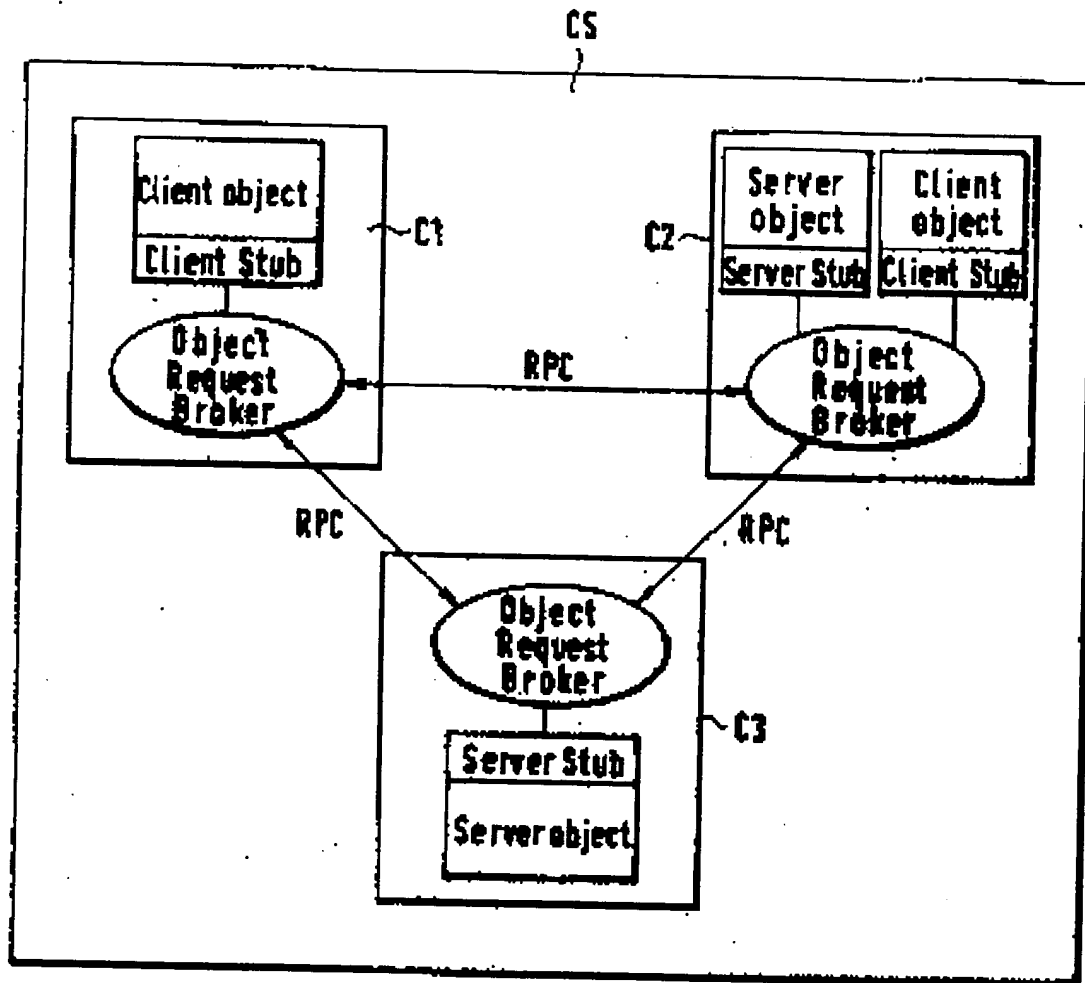 CS
Client object
Client Stub
Object
Request
Broker
C1
C2
Server
object
Server Stub
Client
object
Client Stub
Object
Request
Broker
RPC
RPC
RPC
Object
Request
Broker
Server Stub
Server object
C3